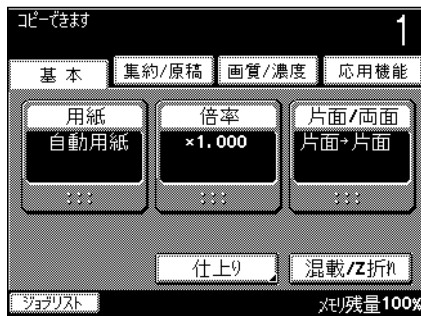 コピーできます
1
基本 集約/原稿 画質/濃度 応用機能
用紙 倍率 片面/両面
自動用紙 ×1.000 片面→片面
仕上り 混載/Z折れ
ジョブリスト メモリ残量100%